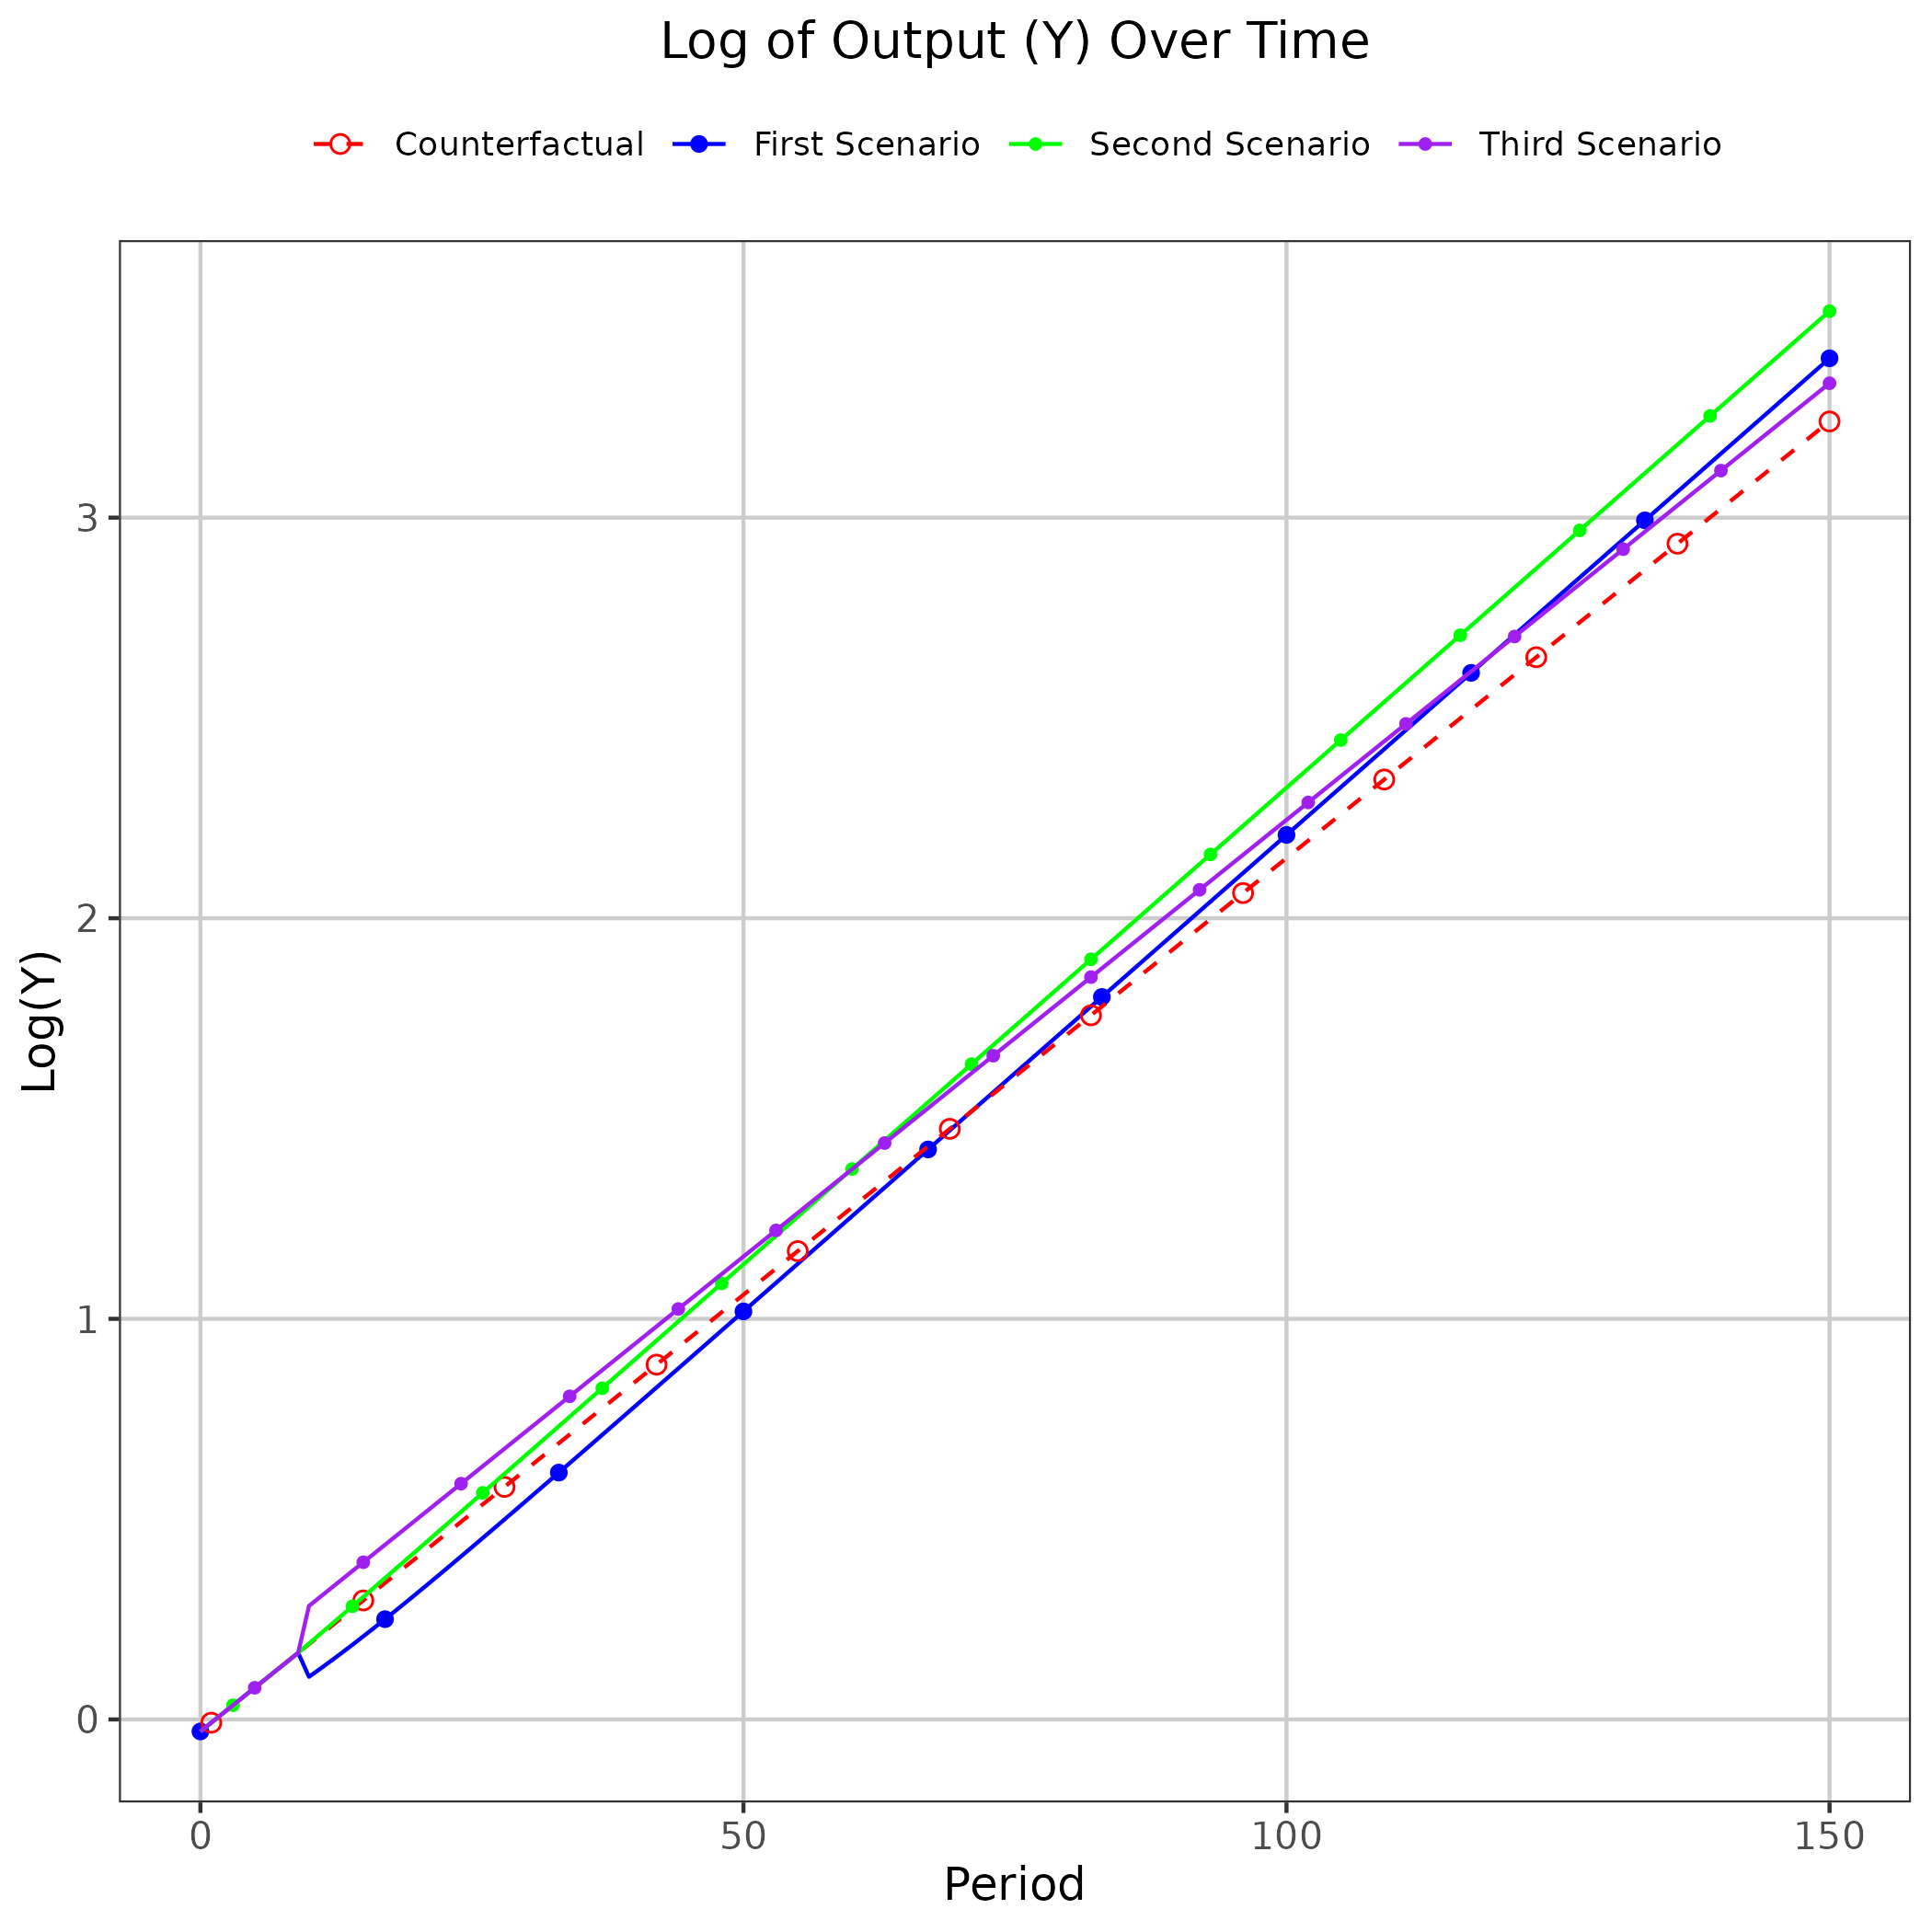 Log of Output (Y) Over Time
Counterfactual First Scenario Second Scenario Third Scenario
3
2
1
0
Log(Y)
0 50 100 150
Period